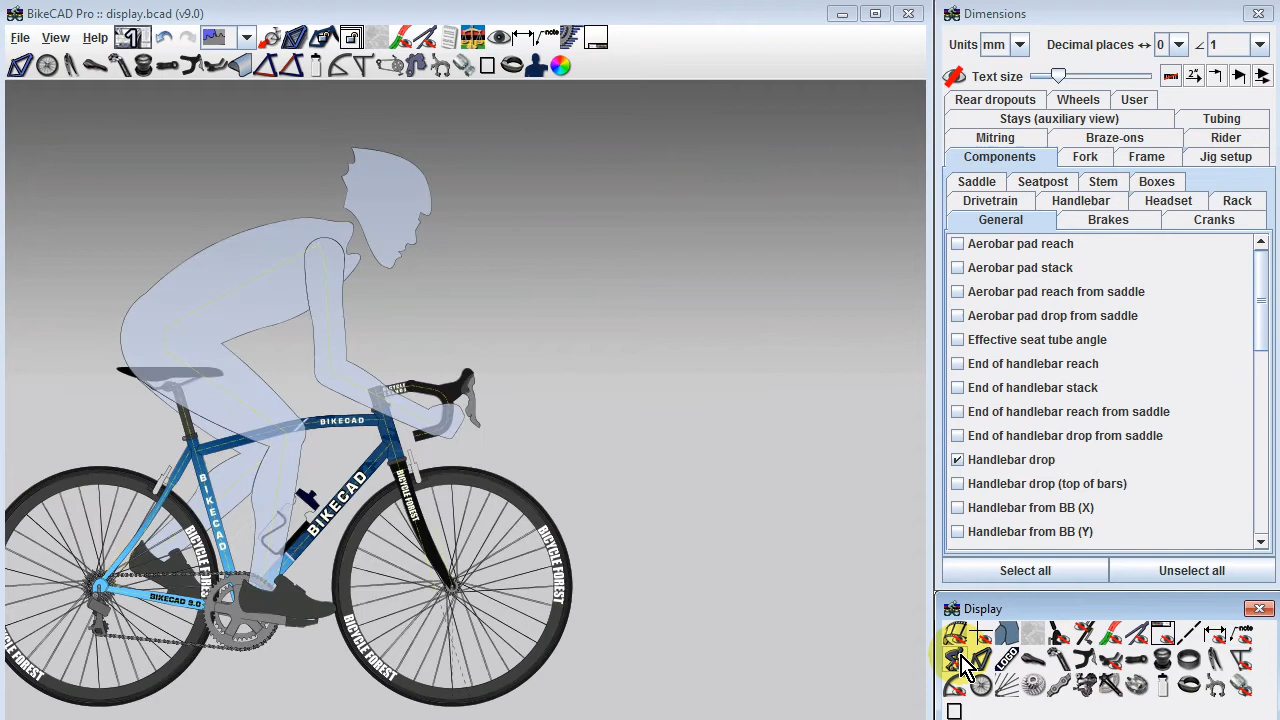 BikeCAD Pro :: display.bcad (v9.0)
File View Help
Dimensions
Units mm Decimal places 0 1
Text size
Rear dropouts Wheels User
Stays (auxiliary view) Tubing
Mitring Braze-ons Rider
Components Fork Frame Jig setup
Saddle Seatpost Stem Boxes
Drivetrain Handlebar Headset Rack
General Brakes Cranks
Aerobar pad reach
Aerobar pad stack
Aerobar pad reach from saddle
Aerobar pad drop from saddle
Effective seat tube angle
End of handlebar reach
End of handlebar stack
End of handlebar reach from saddle
End of handlebar drop from saddle
Handlebar drop
Handlebar drop (top of bars)
Handlebar from BB (X)
Handlebar from BB (Y)
Select all Unselect all
Display
note
LOGO
BIKECAD
BIKECAD
BIKECAD
BIKECAD 9.0
BICYCLE FOREST
BICYCLE FOREST
BICYCLE FOREST